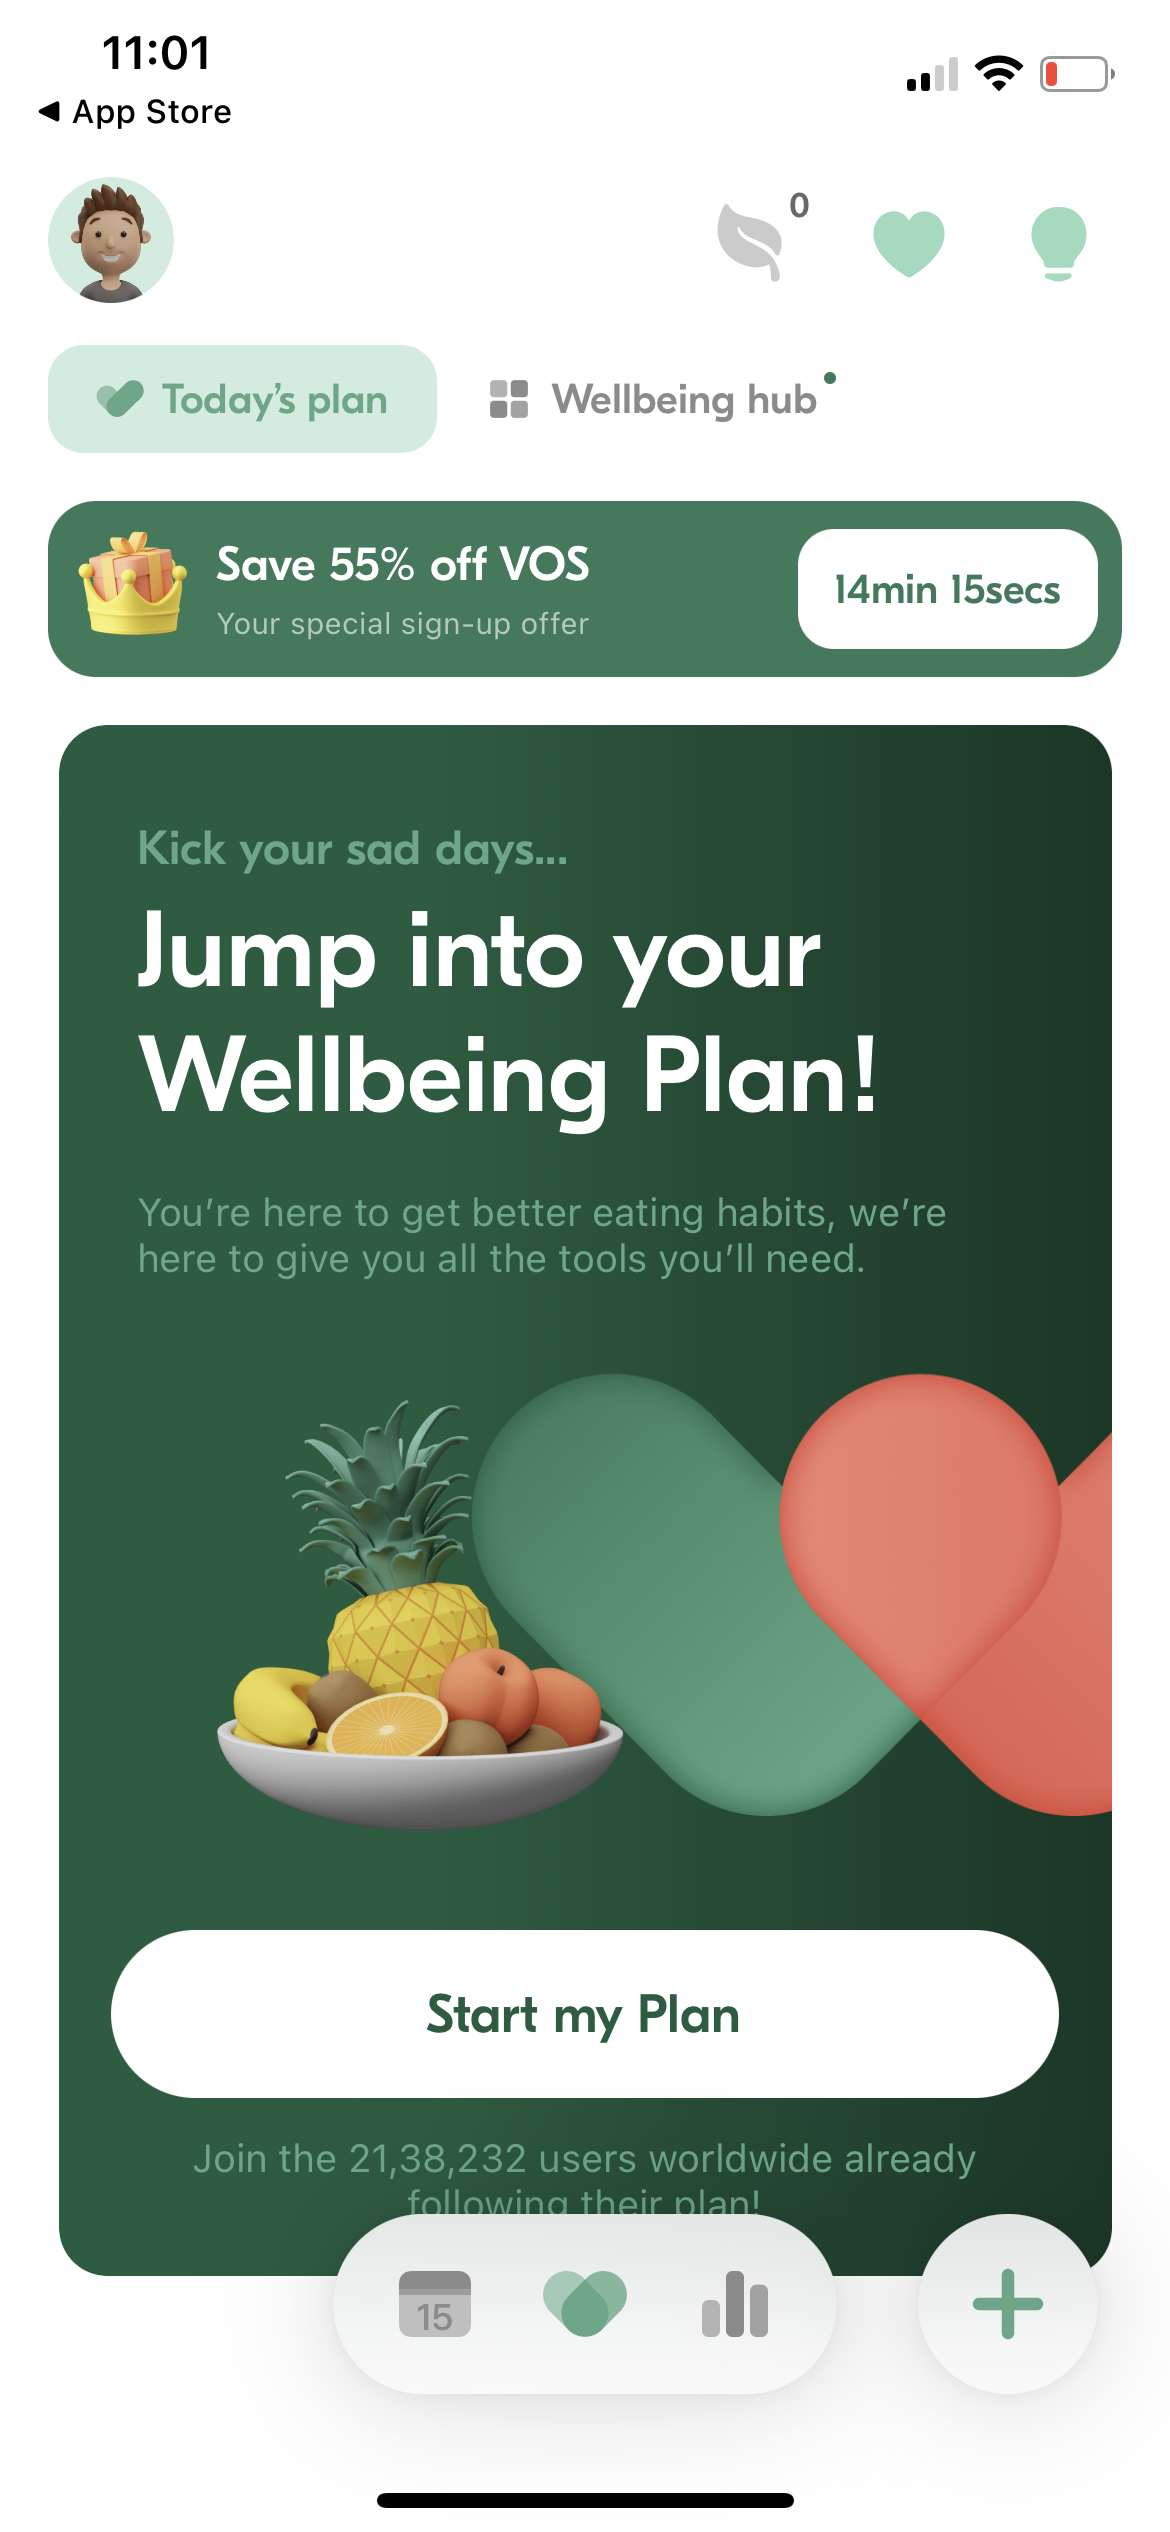 11:01
◀ App Store
0
Today's plan
Wellbeing hub
Save 55% off VOS
Your special sign-up offer
14min 15secs
Kick your sad days...
Jump into your
Wellbeing Plan!
You're here to get better eating habits, we're
here to give you all the tools you'll need.
Start my Plan
Join the 21,38,232 users worldwide already
following their plan!
15